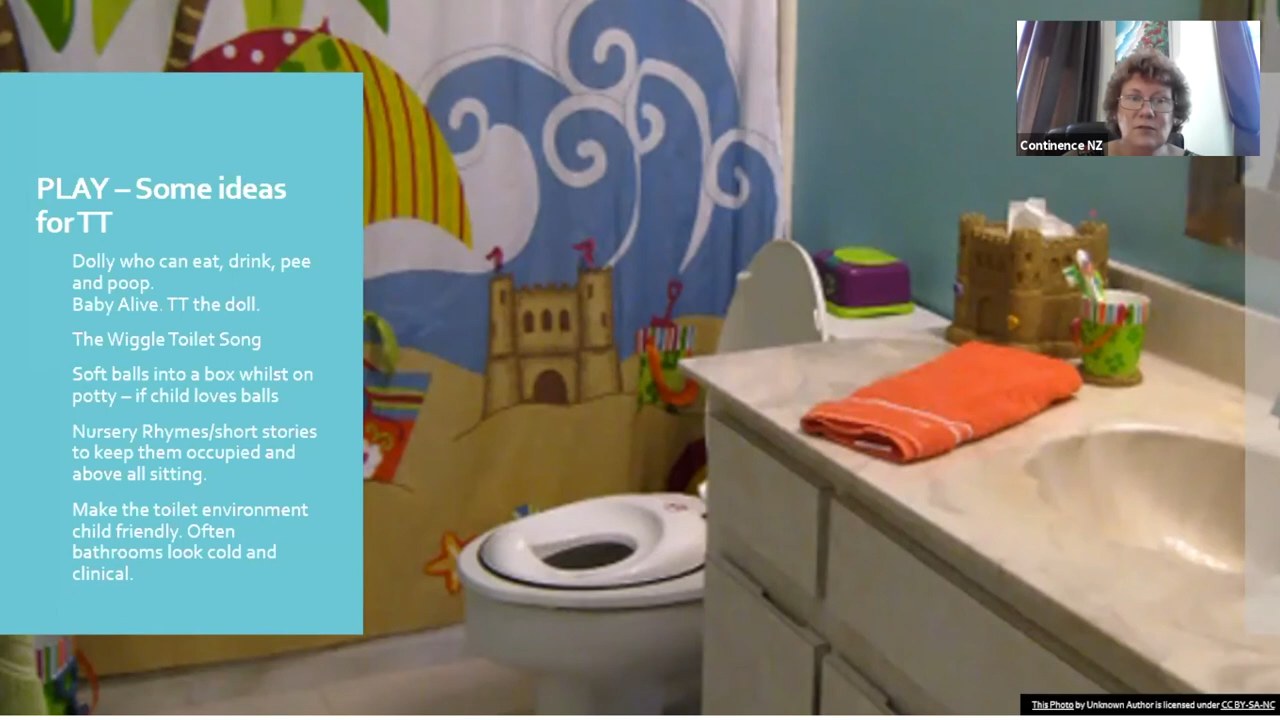 PLAY – Some ideas
for TT
Dolly who can eat, drink, pee
and poop.
Baby Alive. TT the doll.
The Wiggle Toilet Song
Soft balls into a box whilst on
potty – if child loves balls
Nursery Rhymes/short stories
to keep them occupied and
above all sitting.
Make the toilet environment
child friendly. Often
bathrooms look cold and
clinical.
Continence NZ
This Photo by Unknown Author is licensed under CC BY-SA-NC